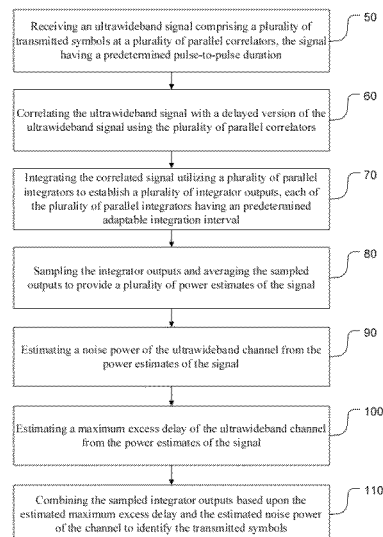 Receiving an ultrawideband signal comprising a plurality of
transmitted symbols at a plurality of parallel correlators, the signal
having a predetermined pulse-to-pulse duration
50
Correlating the ultrawideband signal with a delayed version of the
ultrawideband signal using the plurality of parallel correlators
60
Integrating the correlated signal utilizing a plurality of parallel
integrators to establish a plurality of integrator outputs, each of
the plurality of parallel integrators having an predetermined
adaptable integration interval
70
Sampling the integrator outputs and averaging the sampled
outputs to provide a plurality of power estimates of the signal
80
Estimating a noise power of the ultrawideband channel from the
power estimates of the signal
90
Estimating a maximum excess delay of the ultrawideband channel
from the power estimates of the signal
100
Combining the sampled integrator outputs based upon the
estimated maximum excess delay and the estimated noise power
of the channel to identify the transmitted symbols
110